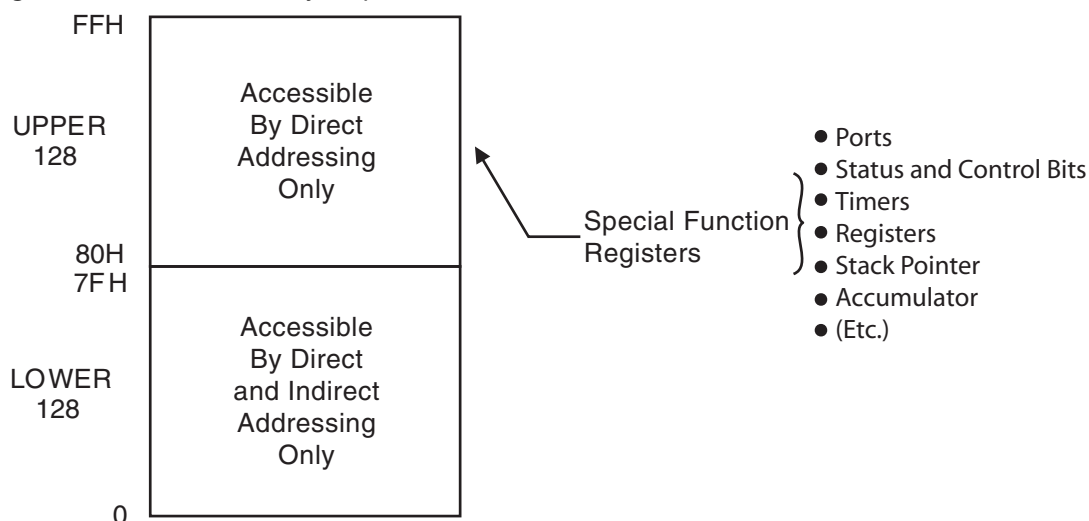 FFH
UPPER
128
80H
7FH
LOWER
128
0
Accessible
By Direct
Addressing
Only
Accessible
By Direct
and Indirect
Addressing
Only
Special Function
Registers
● Ports
● Status and Control Bits
● Timers
● Registers
● Stack Pointer
● Accumulator
● (Etc.)